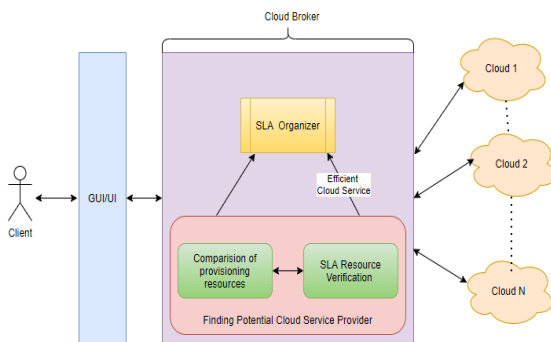 Cloud Broker
Cloud 1
SLA Organizer
Efficient
Cloud Service
Cloud 2
GUI/UI
Client
Comparision of
provisioning
resources
SLA Resource
Verification
Cloud N
Finding Potential Cloud Service Provider